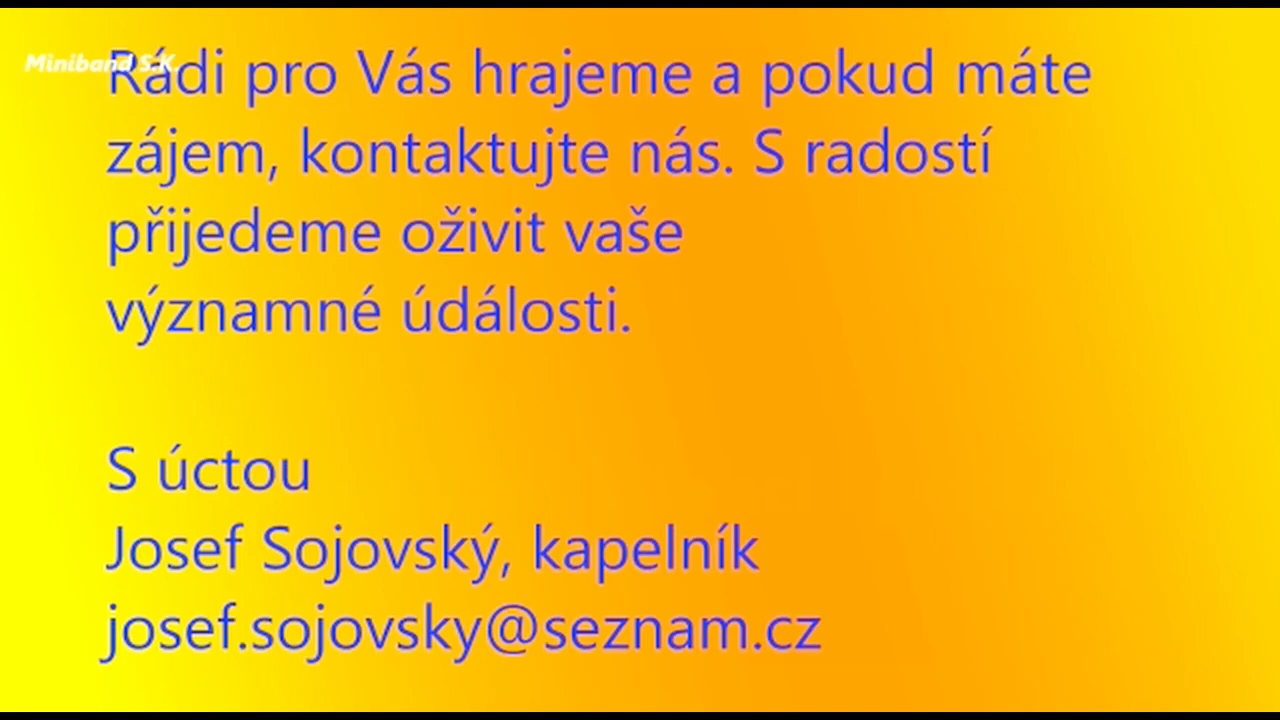 Miniband S.K.
Rádi pro Vás hrajeme a pokud máte
zájem, kontaktujte nás. S radostí
přijedeme oživit vaše
významné údálosti.
S úctou
Josef Sojovský, kapelník
josef.sojovsky@seznam.cz